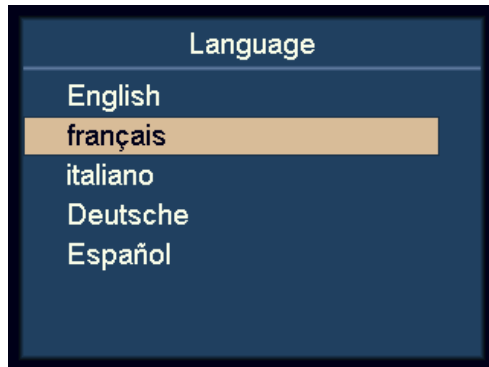 Language
English
français
italiano
Deutsche
Español